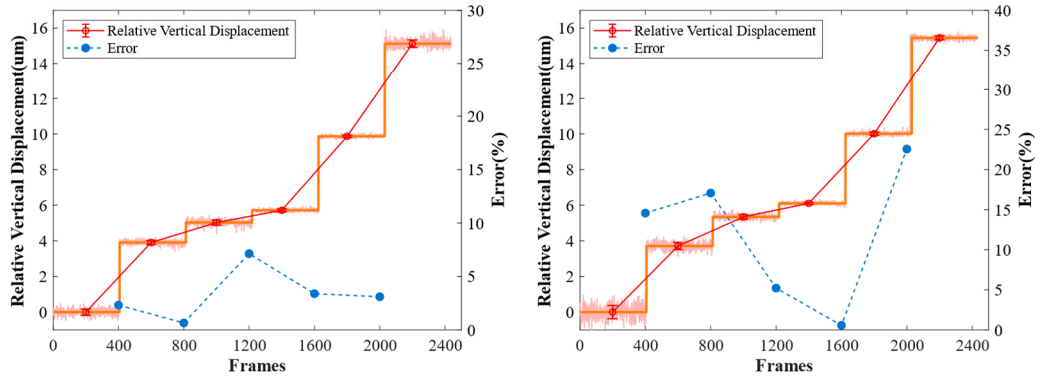 Relative Vertical Displacement(um)
16
14
12
10
8
6
4
2
0
Relative Vertical Displacement
Error
30
25
20
15
10
5
0
Error(%)
0 400 800 1200 1600 2000 2400
Frames
Relative Vertical Displacement(um)
16
14
12
10
8
6
4
2
0
Relative Vertical Displacement
Error
40
35
30
25
20
15
10
5
0
Error(%)
0 400 800 1200 1600 2000 2400
Frames